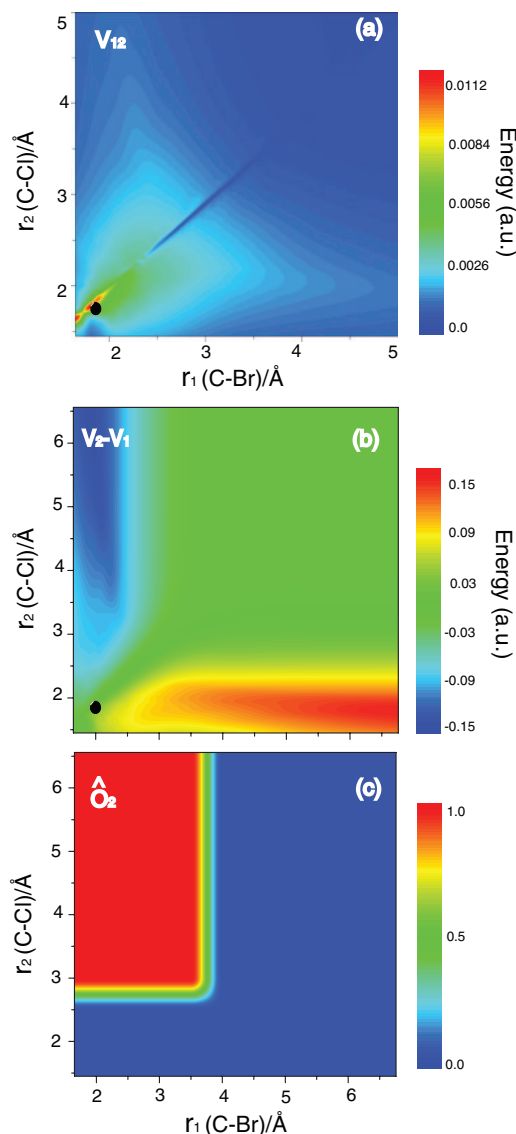 V₁₂ (a)
5
4
3
2
r₂ (C-Cl)/Å
2 3 4 5
r₁ (C-Br)/Å
0.0112
0.0084
0.0056
0.0026
0.0
Energy (a.u.)
V₂-V₁ (b)
6
5
4
3
2
r₂ (C-Cl)/Å
0.15
0.09
0.03
-0.03
-0.09
-0.15
Energy (a.u.)
Ô₂ (c)
6
5
4
3
2
r₂ (C-Cl)/Å
2 3 4 5 6
r₁ (C-Br)/Å
1.0
0.5
0.0